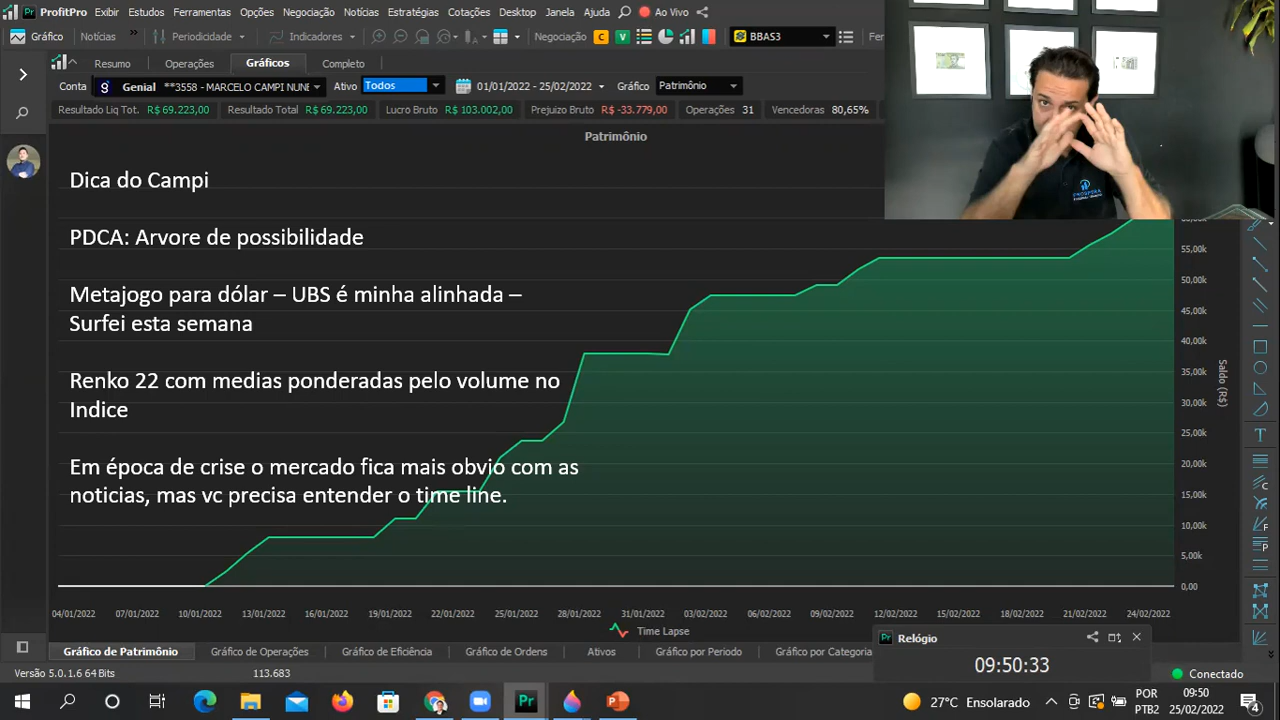 ProfitPro Exibir Estudos Ferramentas Opções Negociação Notícias Estratégias Cotações Desktop Janela Ajuda Ao Vivo
Gráfico Notícias » Periodicidade Indicadores Negociação C V BBAS3
Resumo Operações Gráficos Completo
Conta Genial **3558 - MARCELO CAMPI NUN Ativo Todos 01/01/2022 - 25/02/2022 Gráfico Patrimônio
Resultado Liq Tot. R$ 69.223,00 Resultado Total R$ 69.223,00 Lucro Bruto R$ 103.002,00 Prejuizo Bruto R$ -33.779,00 Operações 31 Vencedoras 80,65%
Patrimônio
Dica do Campi
PDCA: Arvore de possibilidade
Metajogo para dólar – UBS é minha alinhada –
Surfei esta semana
Renko 22 com medias ponderadas pelo volume no
Indice
Em época de crise o mercado fica mais obvio com as
noticias, mas vc precisa entender o time line.
55,00k
50,00k
45,00k
40,00k
35,00k
30,00k
25,00k
20,00k
15,00k
10,00k
5,00k
0,00
Saldo (R$)
04/01/2022 07/01/2022 10/01/2022 13/01/2022 16/01/2022 19/01/2022 22/01/2022 25/01/2022 28/01/2022 31/01/2022 03/02/2022 06/02/2022 09/02/2022 12/02/2022 15/02/2022 18/02/2022 21/02/2022 24/02/2022
Time Lapse
Relógio
09:50:33
Gráfico de Patrimônio Gráfico de Operações Gráfico de Eficiência Gráfico de Ordens Ativos Gráfico por Periodo Gráfico por Categoria
Versão 5.0.1.6 64 Bits 113.683 Conectado
27°C Ensolarado POR 09:50
PTB2 25/02/2022 4